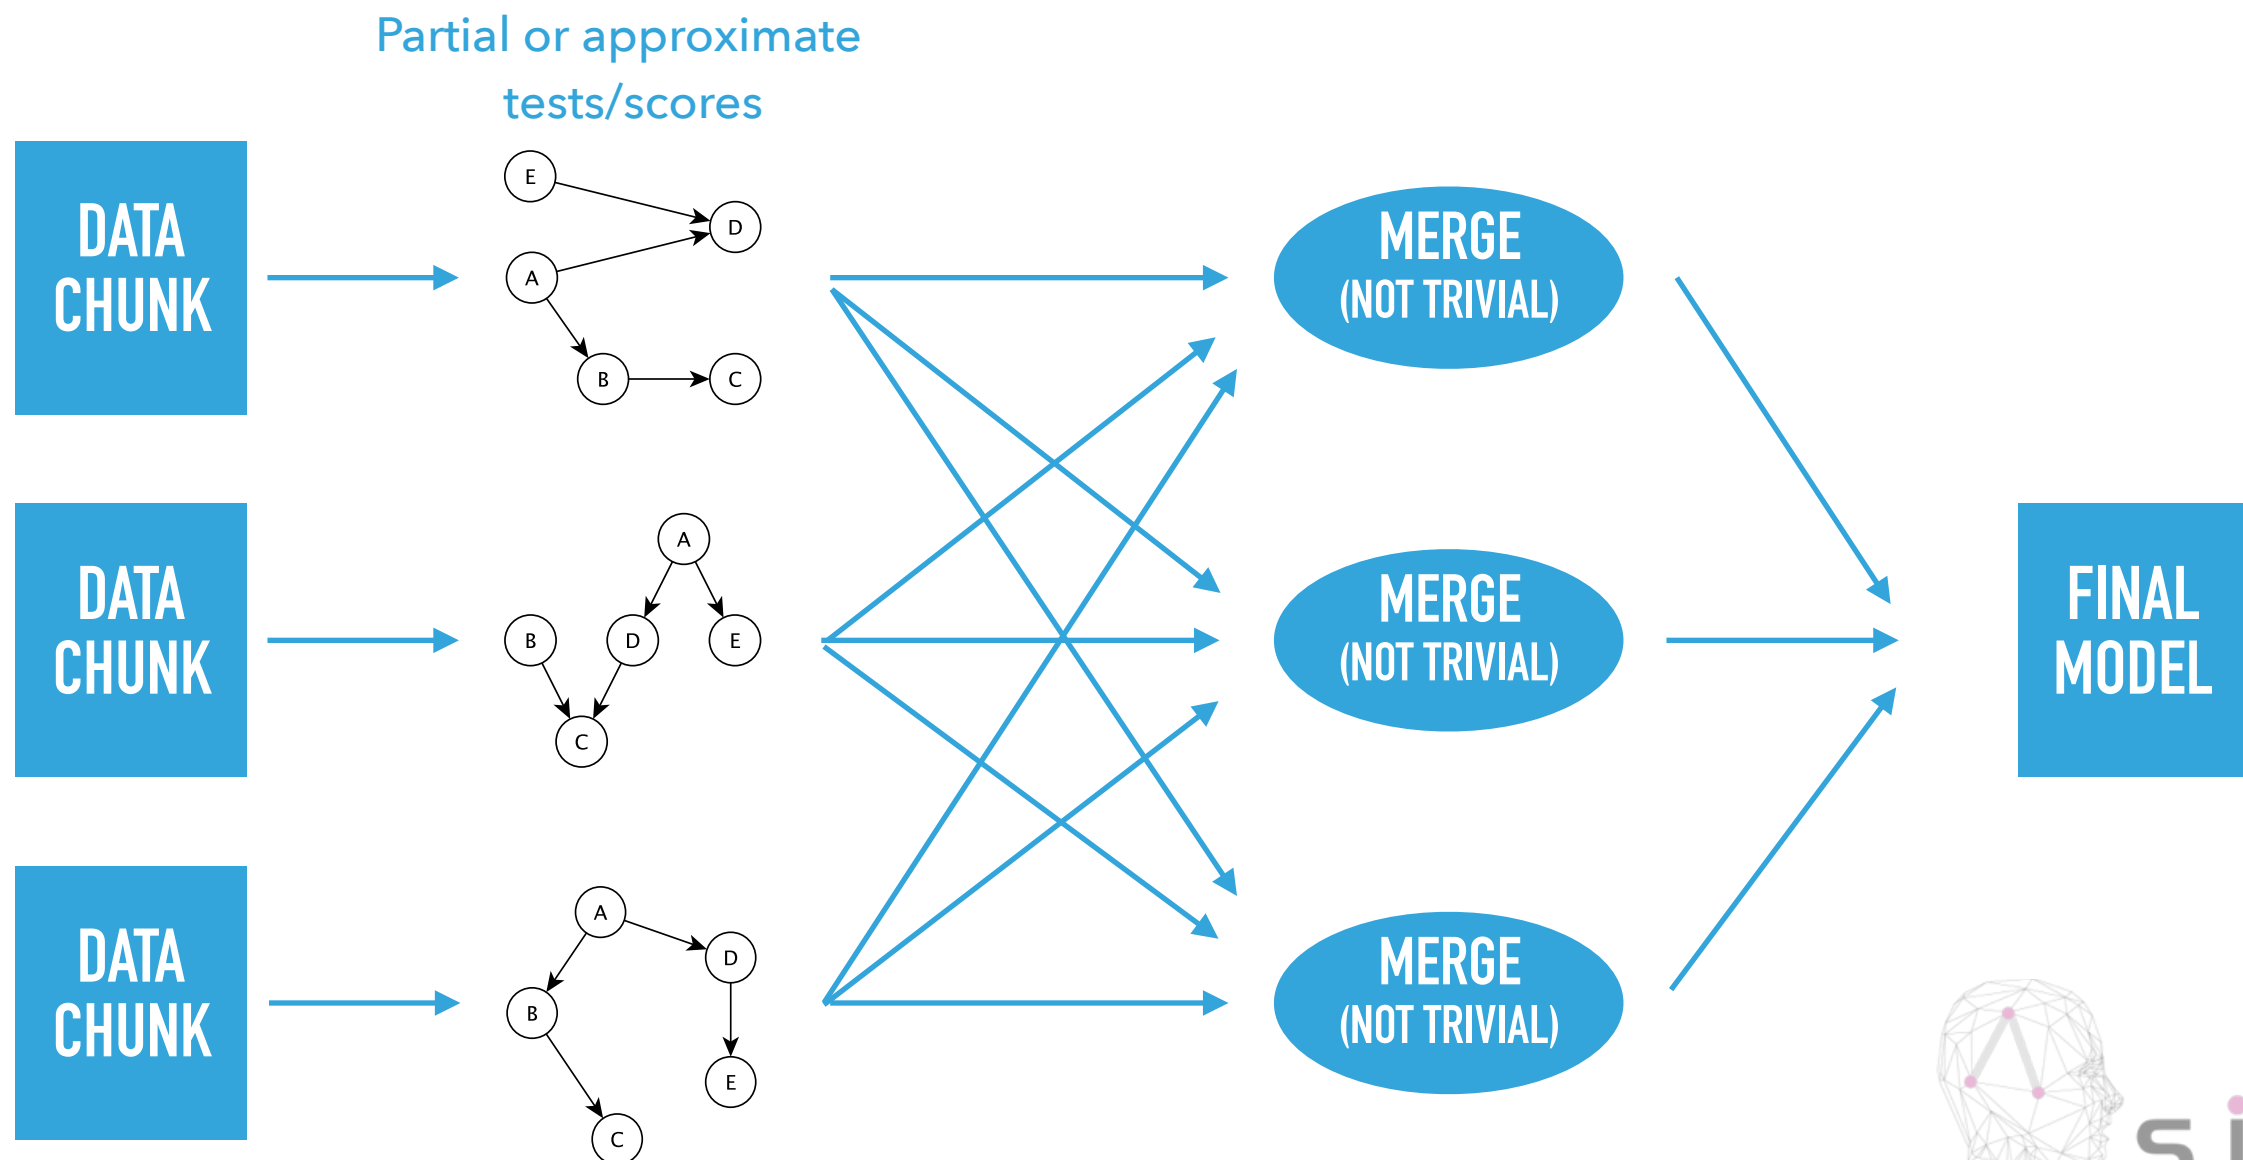 Partial or approximate
tests/scores
DATA
CHUNK
E
D
A
B
C
MERGE
(NOT TRIVIAL)
DATA
CHUNK
A
B
D
E
C
MERGE
(NOT TRIVIAL)
FINAL
MODEL
DATA
CHUNK
A
D
B
E
C
MERGE
(NOT TRIVIAL)